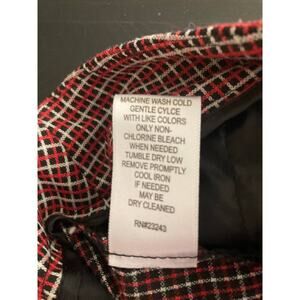 MACHINE WASH COLD
GENTLE CYLCE
WITH LIKE COLORS
ONLY NON-
CHLORINE BLEACH
WHEN NEEDED
TUMBLE DRY LOW
REMOVE PROMPTLY
COOL IRON
IF NEEDED
MAY BE
DRY CLEANED
RN#23243